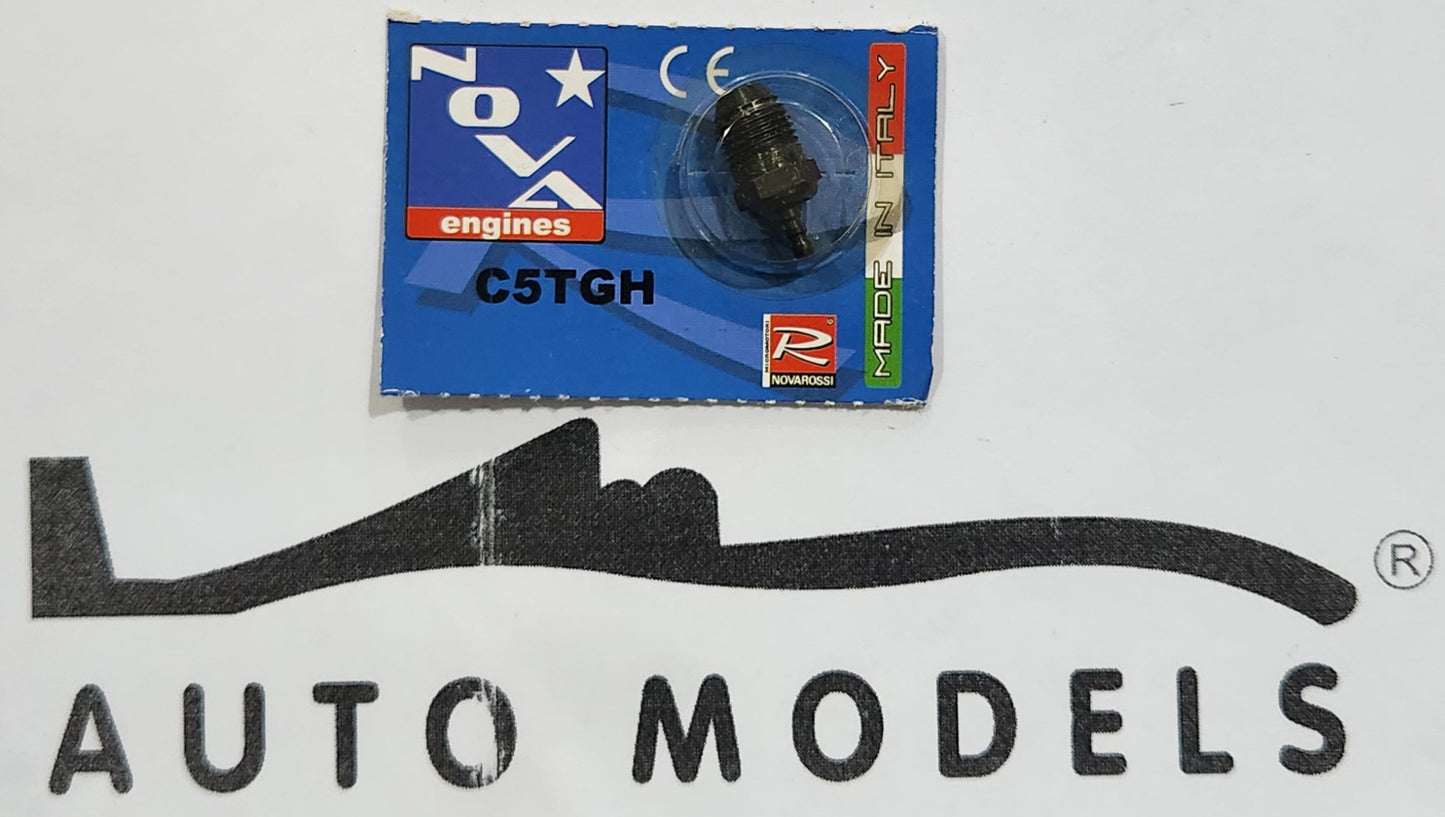 NOVA
engines
CE
MADE IN ITALY
C5TGH
MICROMOTORI
R
NOVAROSSI
®
AUTO MODELS